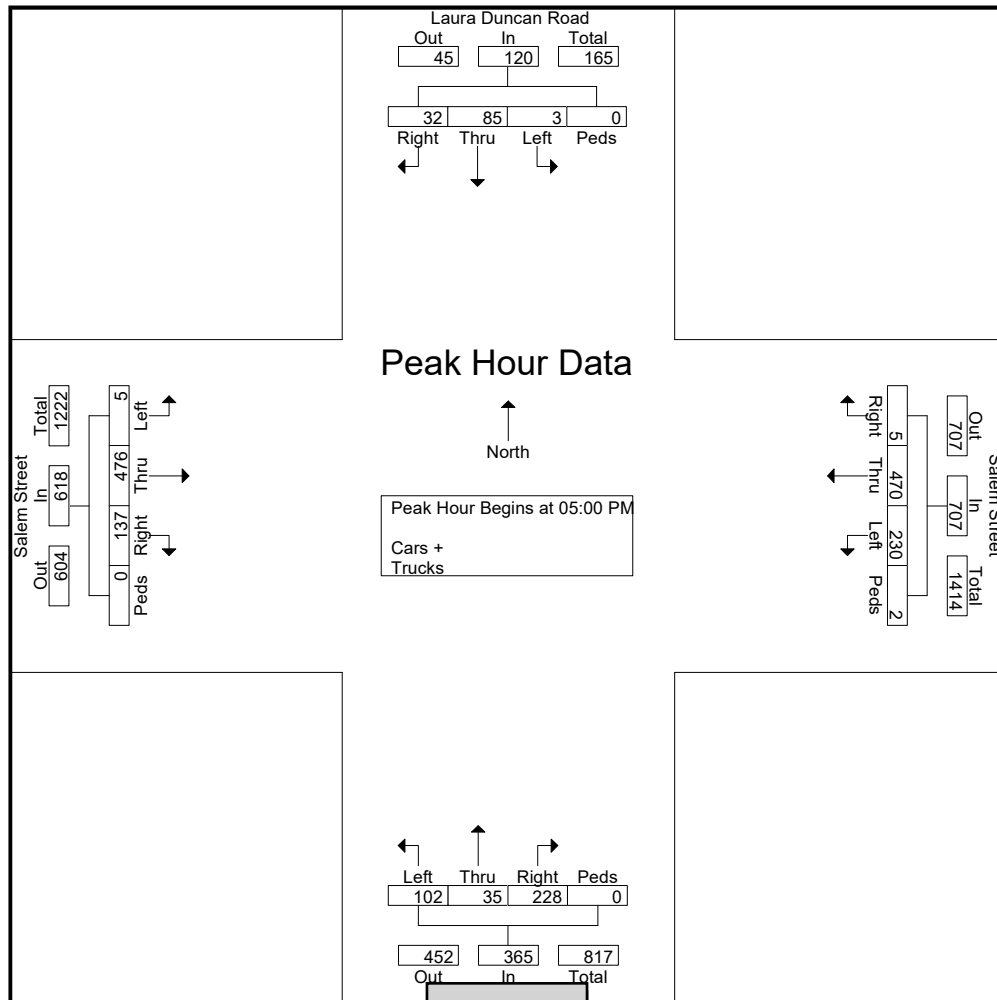 Laura Duncan Road
Out In Total
45 120 165
32 85 3 0
Right Thru Left Peds
Peak Hour Data
North
Peak Hour Begins at 05:00 PM
Cars +
Trucks
Salem Street
Total In Out
1222 618 604
5 476 137 0
Left Thru Right Peds
Salem Street
Out In Total
707 707 1414
5 470 230 2
Right Thru Left Peds
Left Thru Right Peds
102 35 228 0
452 365 817
Out In Total